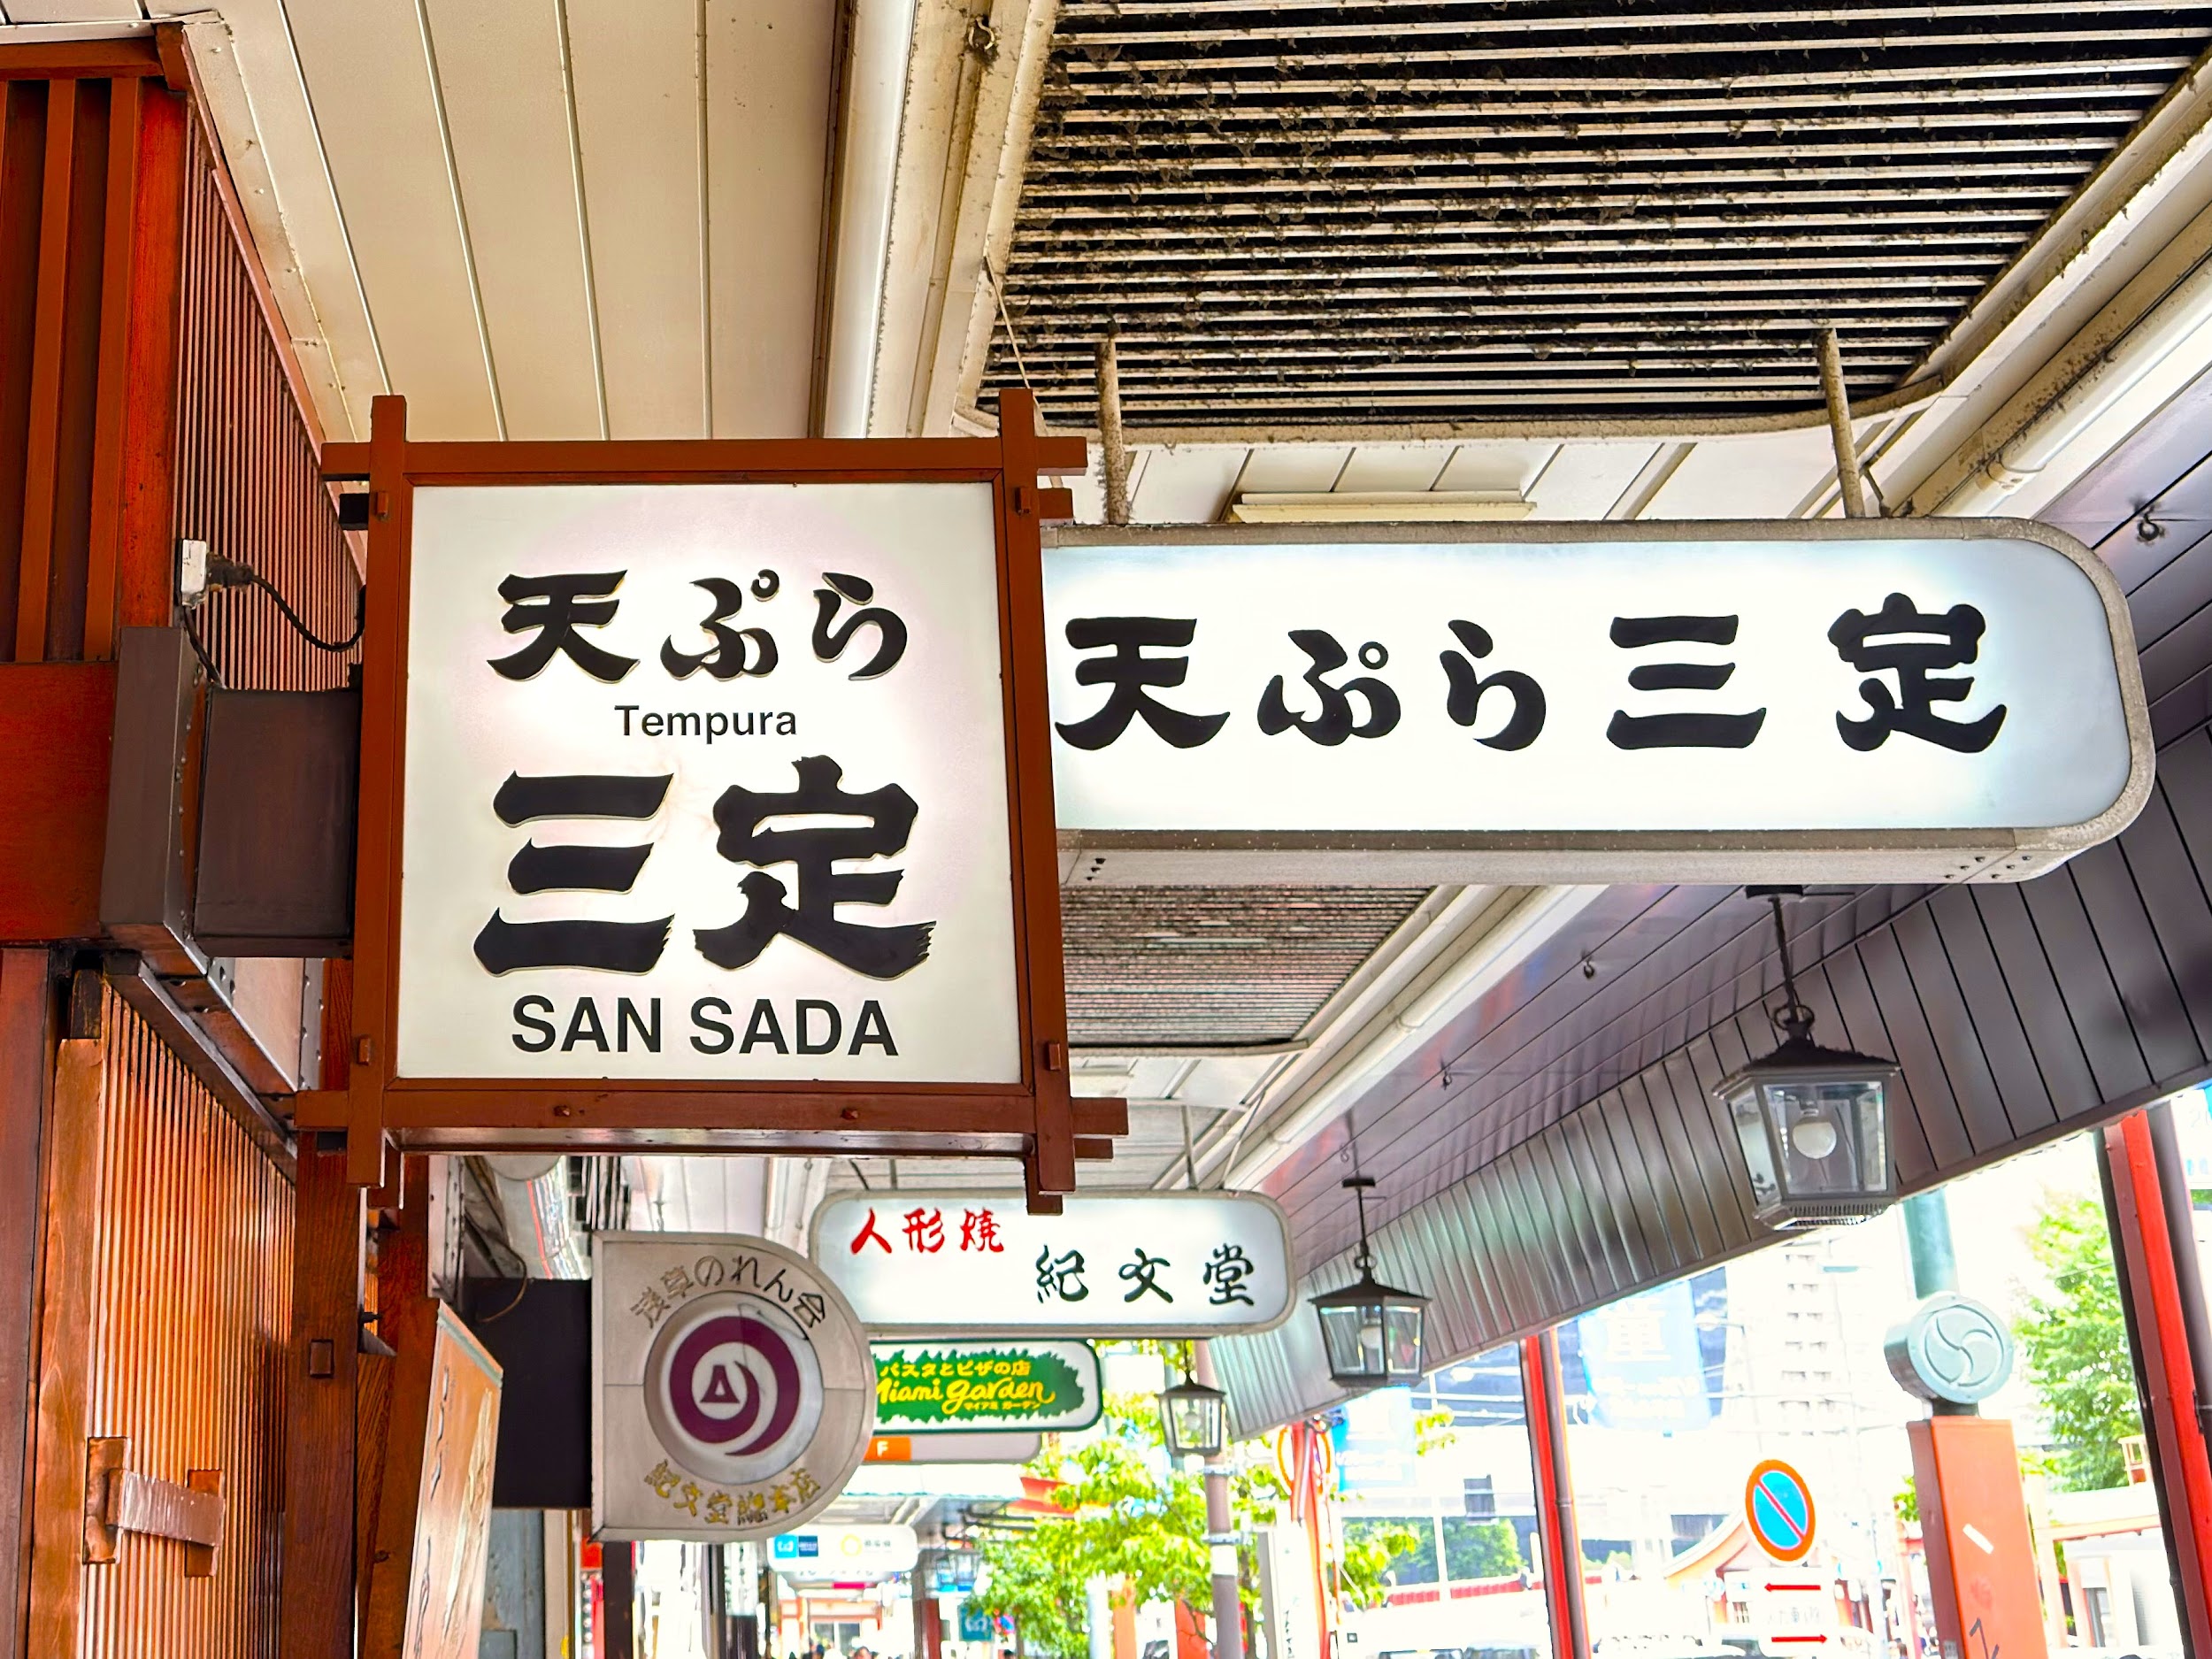 天ぷら
Tempura
三定
SAN SADA
天ぷら三定
人形焼
紀文堂
浅草のれん会
紀文堂総本店
パスタとピザの店
Miami garden
マイアミ ガーデン
F